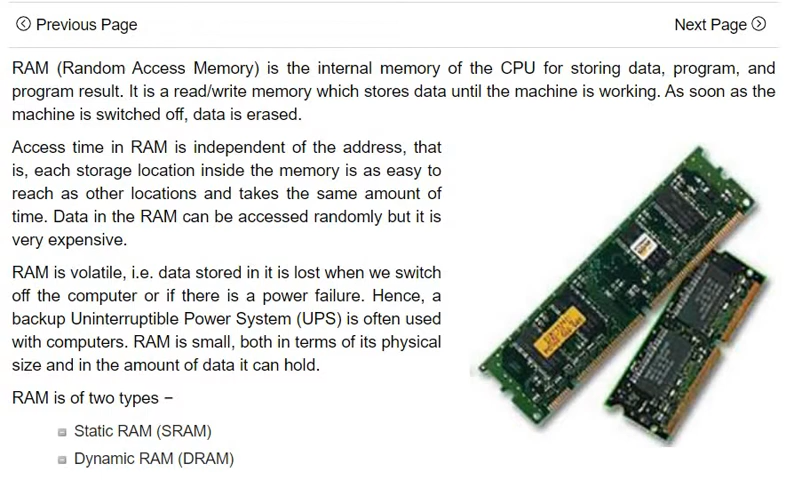 Previous Page
Next Page
RAM (Random Access Memory) is the internal memory of the CPU for storing data, program, and
program result. It is a read/write memory which stores data until the machine is working. As soon as the
machine is switched off, data is erased.
Access time in RAM is independent of the address, that
is, each storage location inside the memory is as easy to
reach as other locations and takes the same amount of
time. Data in the RAM can be accessed randomly but it is
very expensive.
RAM is volatile, i.e. data stored in it is lost when we switch
off the computer or if there is a power failure. Hence, a
backup Uninterruptible Power System (UPS) is often used
with computers. RAM is small, both in terms of its physical
size and in the amount of data it can hold.
RAM is of two types −
Static RAM (SRAM)
Dynamic RAM (DRAM)